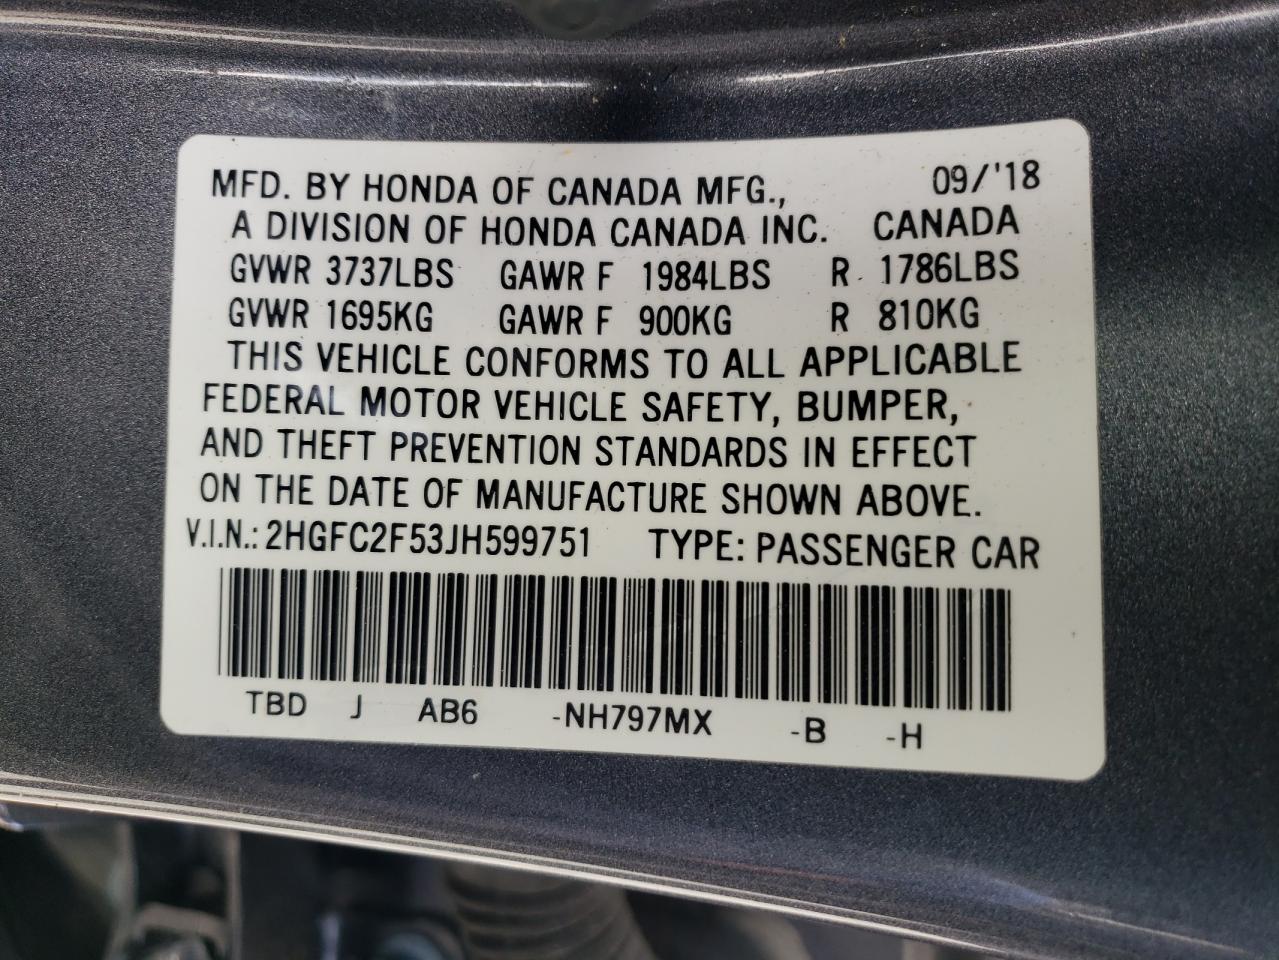 MFD. BY HONDA OF CANADA MFG., 09/'18
A DIVISION OF HONDA CANADA INC. CANADA
GVWR 3737LBS GAWR F 1984LBS R 1786LBS
GVWR 1695KG GAWR F 900KG R 810KG
THIS VEHICLE CONFORMS TO ALL APPLICABLE
FEDERAL MOTOR VEHICLE SAFETY, BUMPER,
AND THEFT PREVENTION STANDARDS IN EFFECT
ON THE DATE OF MANUFACTURE SHOWN ABOVE.
V.I.N.: 2HGFC2F53JH599751 TYPE: PASSENGER CAR
TBD J AB6 -NH797MX -B -H